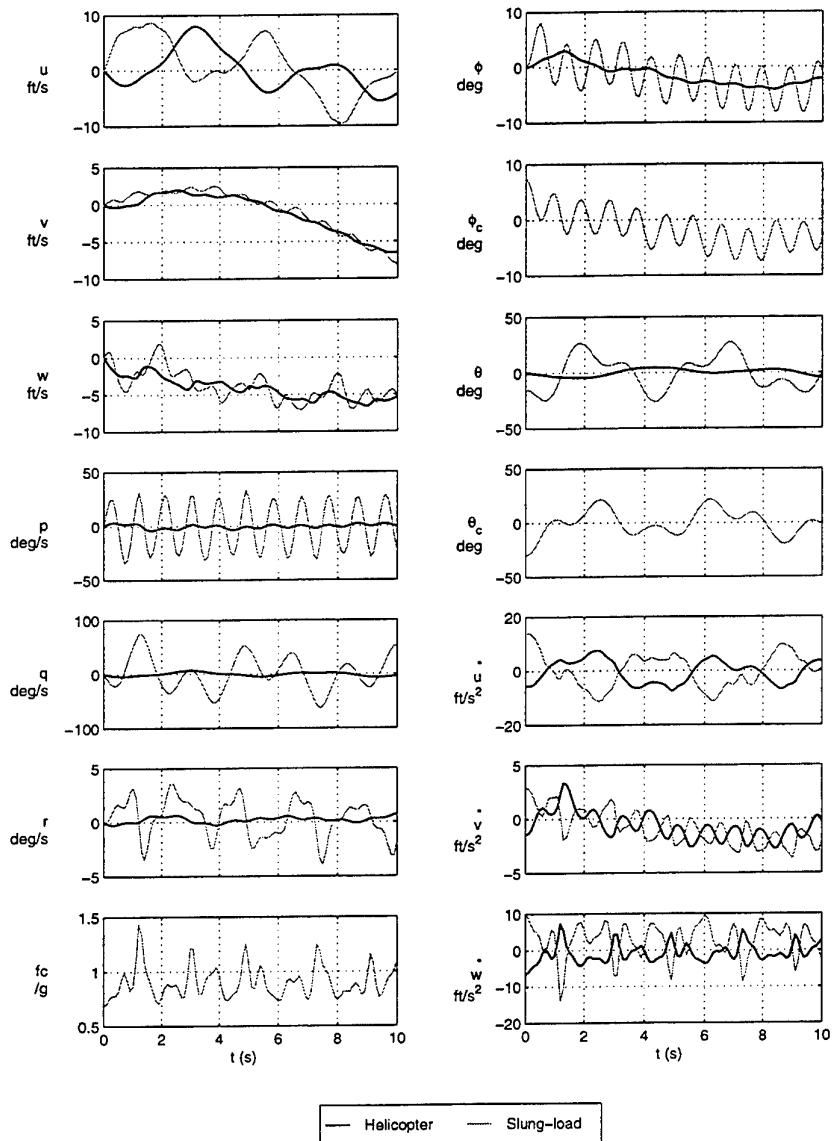 10
0
−10
u
ft/s
5
0
−5
−10
v
ft/s
5
0
−5
−10
w
ft/s
50
0
−50
p
deg/s
100
0
−100
q
deg/s
5
0
−5
r
deg/s
1.5
1
0.5
fc
/g
0 2 4 6 8 10
t (s)
10
0
−10
ϕ
deg
10
0
−10
ϕc
deg
50
0
−50
θ
deg
50
0
−50
θc
deg
20
0
−20
u̇
ft/s²
5
0
−5
v̇
ft/s²
10
0
−10
−20
ẇ
ft/s²
0 2 4 6 8 10
t (s)
Helicopter Slung-load